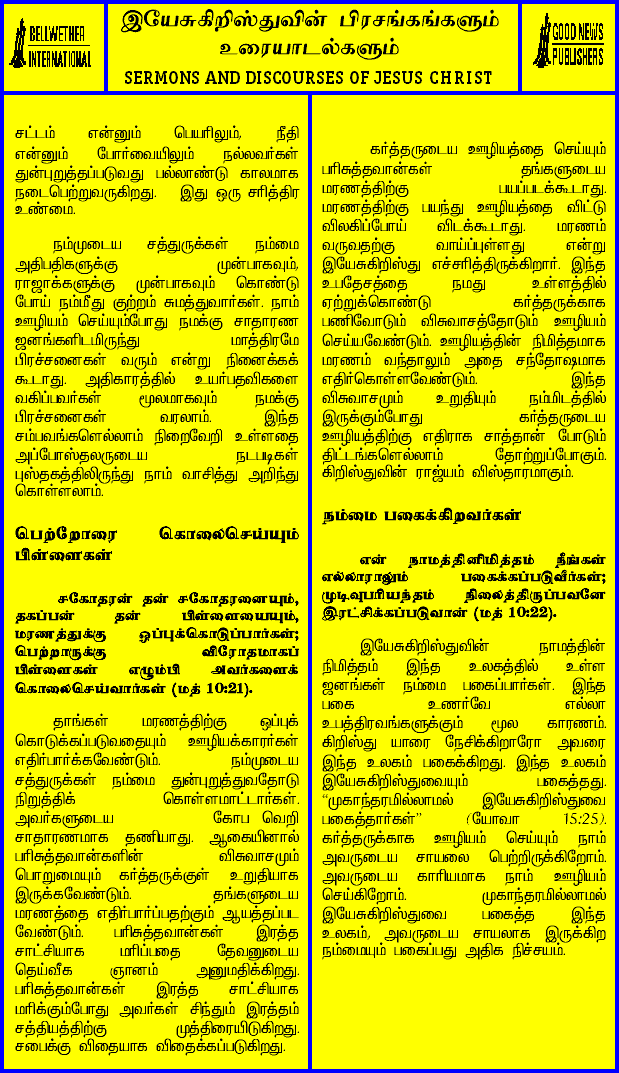 BELLWETHER
INTERNATIONAL
இயேசுகிறிஸ்துவின் பிரசங்கங்களும்
உரையாடல்களும்
SERMONS AND DISCOURSES OF JESUS CHRIST
GOOD NEWS
PUBLISHERS
சட்டம் என்னும் பெயரிலும், நீதி
என்னும் போர்வையிலும் நல்லவர்கள்
துன்புறுத்தப்படுவது பல்லாண்டு காலமாக
நடைபெற்றுவருகிறது. இது ஒரு சரித்திர
உண்மை.
நம்முடைய சத்துருக்கள் நம்மை
அதிபதிகளுக்கு முன்பாகவும்,
ராஜாக்களுக்கு முன்பாகவும் கொண்டு
போய் நம்மீது குற்றம் சுமத்துவார்கள். நாம்
ஊழியம் செய்யும்போது நமக்கு சாதாரண
ஜனங்களிடமிருந்து மாத்திரமே
பிரச்சனைகள் வரும் என்று நினைக்கக்
கூடாது. அதிகாரத்தில் உயர்பதவிகளை
வகிப்பவர்கள் மூலமாகவும் நமக்கு
பிரச்சனைகள் வரலாம். இந்த
சம்பவங்களெல்லாம் நிறைவேறி உள்ளதை
அப்போஸ்தலருடைய நடபடிகள்
புஸ்தகத்திலிருந்து நாம் வாசித்து அறிந்து
கொள்ளலாம்.
பெற்றோரை கொலைசெய்யும்
பிள்ளைகள்
சகோதரன் தன் சகோதரனையும்,
தகப்பன் தன் பிள்ளையையும்,
மரணத்துக்கு ஒப்புக்கொடுப்பார்கள்;
பெற்றாருக்கு விரோதமாகப்
பிள்ளைகள் எழும்பி அவர்களைக்
கொலைசெய்வார்கள் (மத் 10:21).
தாங்கள் மரணத்திற்கு ஒப்புக்
கொடுக்கப்படுவதையும் ஊழியக்காரர்கள்
எதிர்பார்க்கவேண்டும். நம்முடைய
சத்துருக்கள் நம்மை துன்புறுத்துவதோடு
நிறுத்திக் கொள்ளமாட்டார்கள்.
அவர்களுடைய கோப வெறி
சாதாரணமாக தணியாது. ஆகையினால்
பரிசுத்தவான்களின் விசுவாசமும்
பொறுமையும் கர்த்தருக்குள் உறுதியாக
இருக்கவேண்டும். தங்களுடைய
மரணத்தை எதிர்பார்ப்பதற்கும் ஆயத்தப்பட
வேண்டும். பரிசுத்தவான்கள் இரத்த
சாட்சியாக மரிப்பதை தேவனுடைய
தெய்வீக ஞானம் அனுமதிக்கிறது.
பரிசுத்தவான்கள் இரத்த சாட்சியாக
மரிக்கும்போது அவர்கள் சிந்தும் இரத்தம்
சத்தியத்திற்கு முத்திரையிடுகிறது.
சபைக்கு விதையாக விதைக்கப்படுகிறது.
கர்த்தருடைய ஊழியத்தை செய்யும்
பரிசுத்தவான்கள் தங்களுடைய
மரணத்திற்கு பயப்படக்கூடாது.
மரணத்திற்கு பயந்து ஊழியத்தை விட்டு
விலகிப்போய் விடக்கூடாது. மரணம்
வருவதற்கு வாய்ப்புள்ளது என்று
இயேசுகிறிஸ்து எச்சரித்திருக்கிறார். இந்த
உபதேசத்தை நமது உள்ளத்தில்
ஏற்றுக்கொண்டு கர்த்தருக்காக
பணிவோடும் விசுவாசத்தோடும் ஊழியம்
செய்யவேண்டும். ஊழியத்தின் நிமித்தமாக
மரணம் வந்தாலும் அதை சந்தோஷமாக
எதிர்கொள்ளவேண்டும். இந்த
விசுவாசமும் உறுதியும் நம்மிடத்தில்
இருக்கும்போது கர்த்தருடைய
ஊழியத்திற்கு எதிராக சாத்தான் போடும்
திட்டங்களெல்லாம் தோற்றுப்போகும்.
கிறிஸ்துவின் ராஜ்யம் விஸ்தாரமாகும்.
நம்மை பகைக்கிறவர்கள்
என் நாமத்தினிமித்தம் நீங்கள்
எல்லாராலும் பகைக்கப்படுவீர்கள்;
முடிவுபரியந்தம் நிலைத்திருப்பவனே
இரட்சிக்கப்படுவான் (மத் 10:22).
இயேசுகிறிஸ்துவின் நாமத்தின்
நிமித்தம் இந்த உலகத்தில் உள்ள
ஜனங்கள் நம்மை பகைப்பார்கள். இந்த
பகை உணர்வே எல்லா
உபத்திரவங்களுக்கும் மூல காரணம்.
கிறிஸ்து யாரை நேசிக்கிறாரோ அவரை
இந்த உலகம் பகைக்கிறது. இந்த உலகம்
இயேசுகிறிஸ்துவையும் பகைத்தது.
“முகாந்தரமில்லாமல் இயேசுகிறிஸ்துவை
பகைத்தார்கள்” (யோவா 15:25).
கர்த்தருக்காக ஊழியம் செய்யும் நாம்
அவருடைய சாயலை பெற்றிருக்கிறோம்.
அவருடைய காரியமாக நாம் ஊழியம்
செய்கிறோம். முகாந்தரமில்லாமல்
இயேசுகிறிஸ்துவை பகைத்த இந்த
உலகம், அவருடைய சாயலாக இருக்கிற
நம்மையும் பகைப்பது அதிக நிச்சயம்.